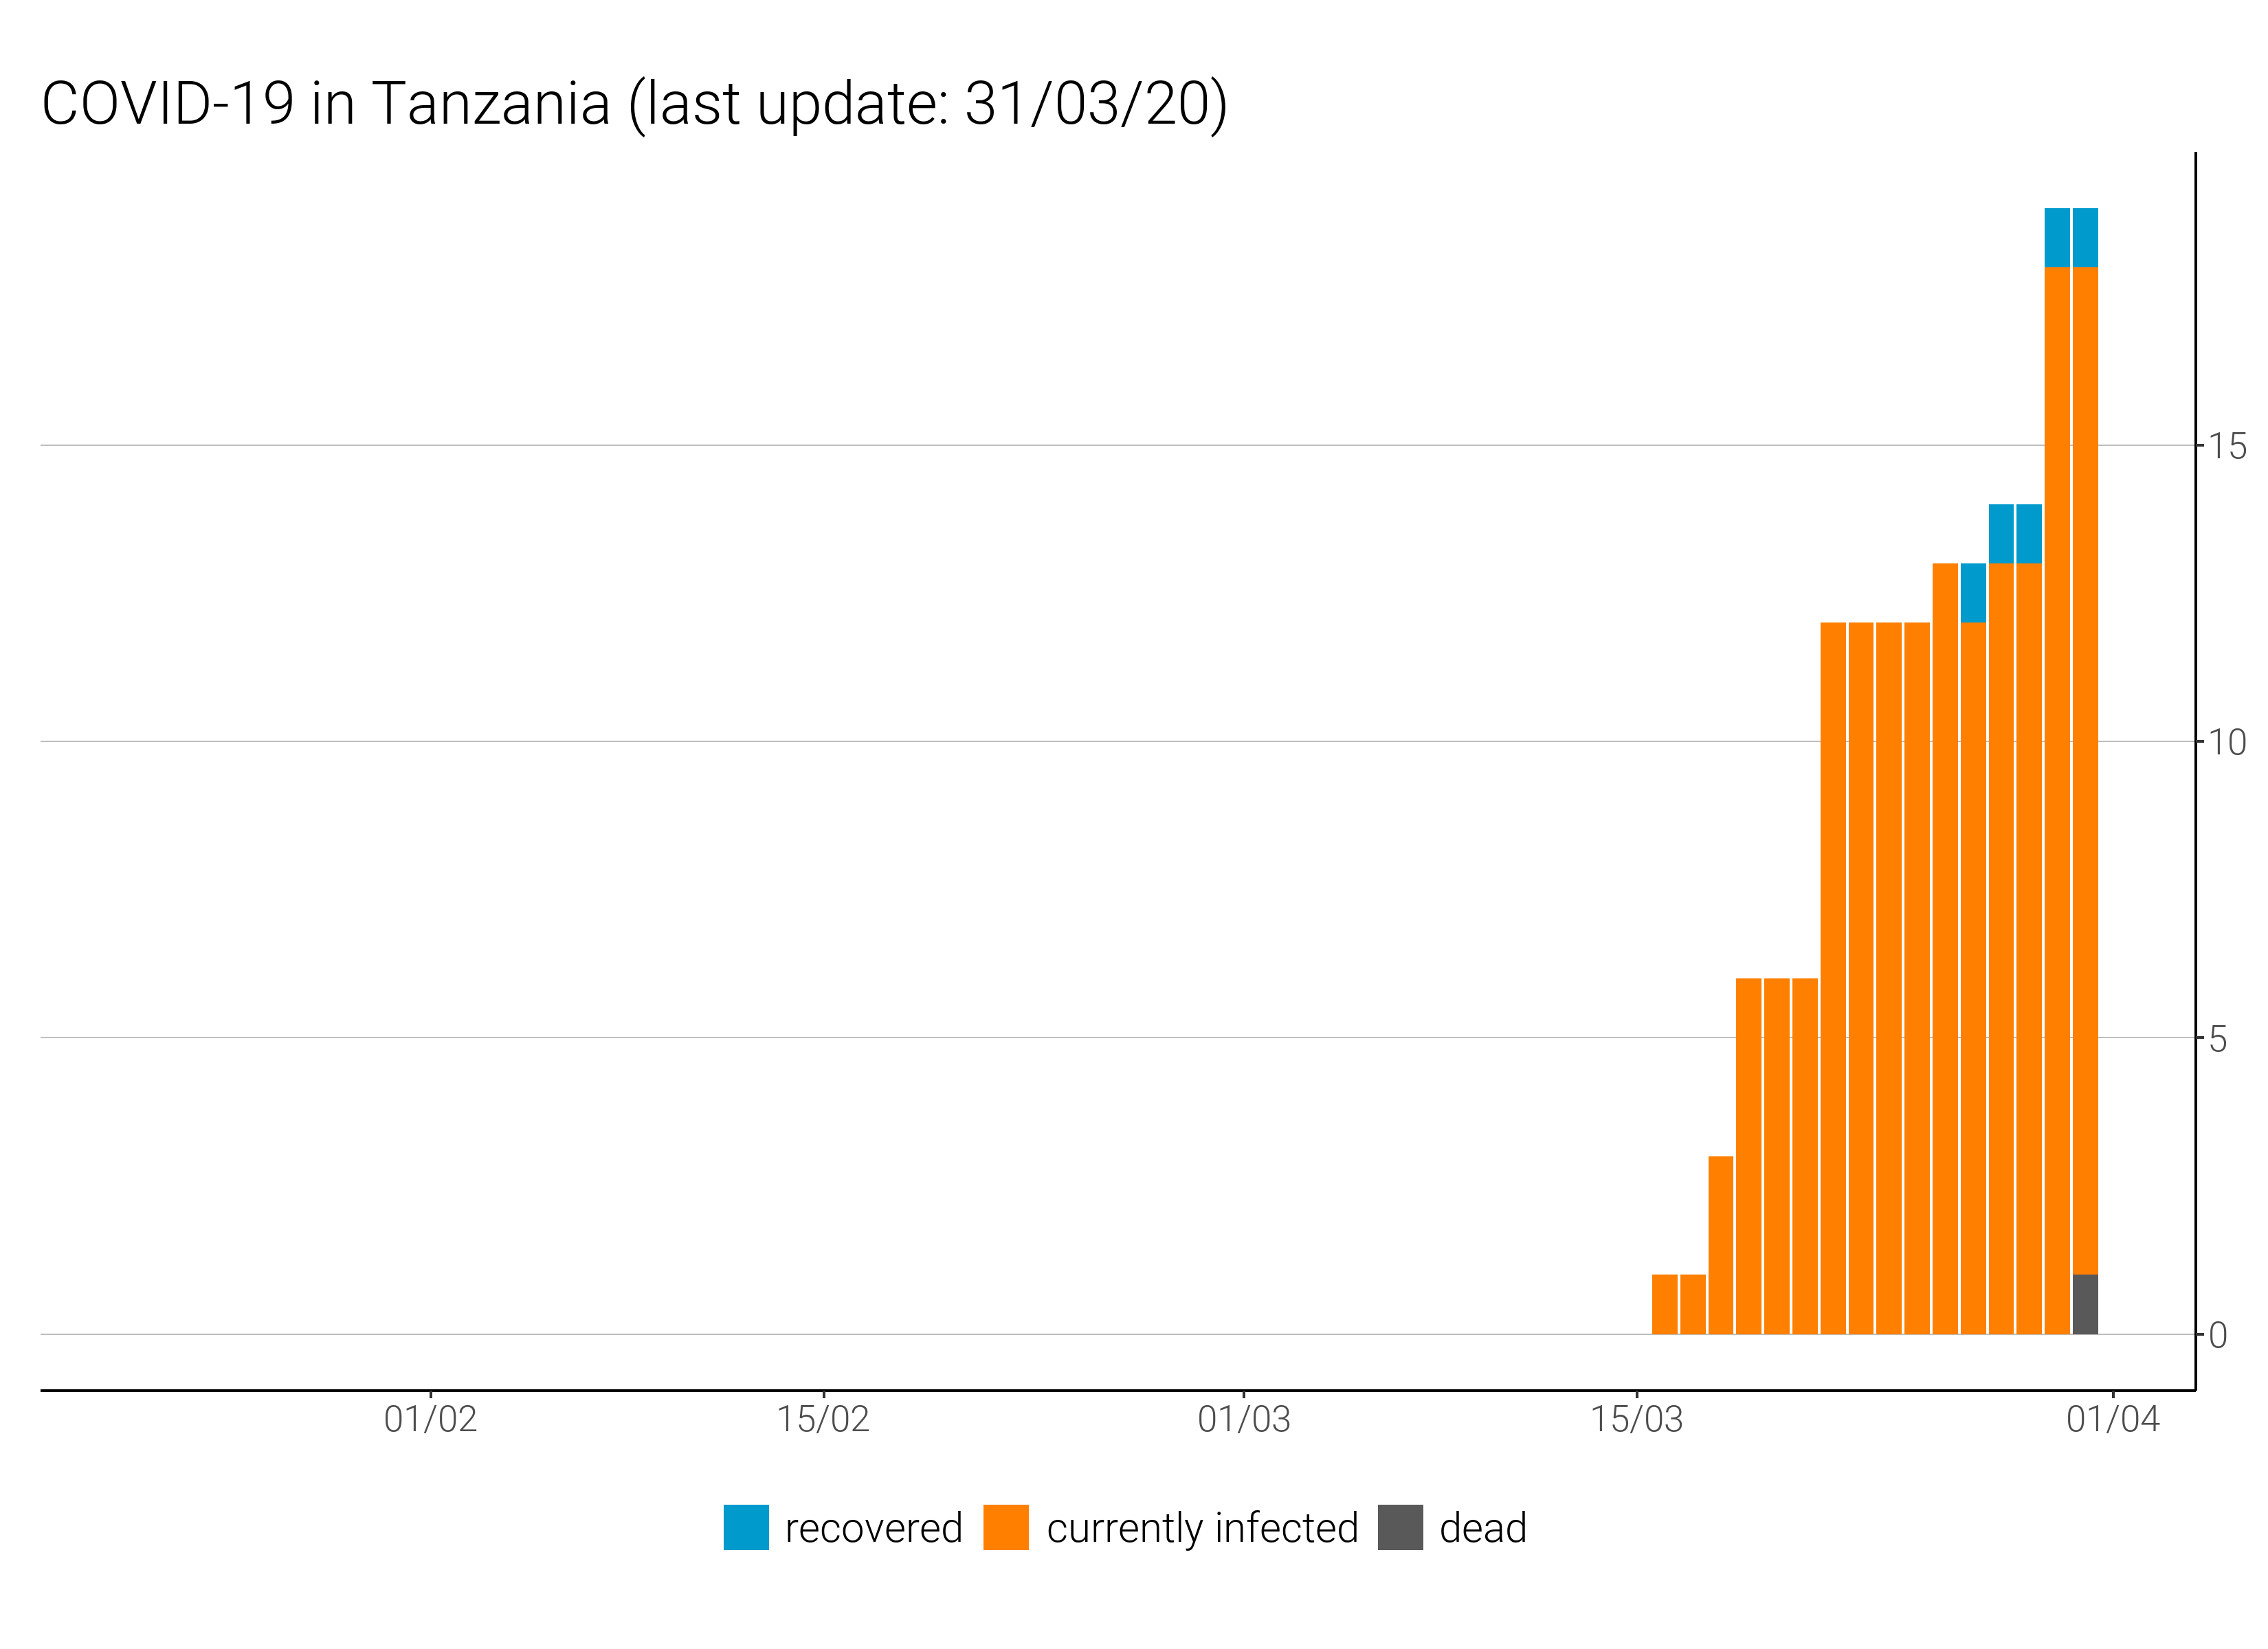 COVID-19 in Tanzania (last update: 31/03/20)
15
10
5
0
01/02 15/02 01/03 15/03 01/04
recovered currently infected dead